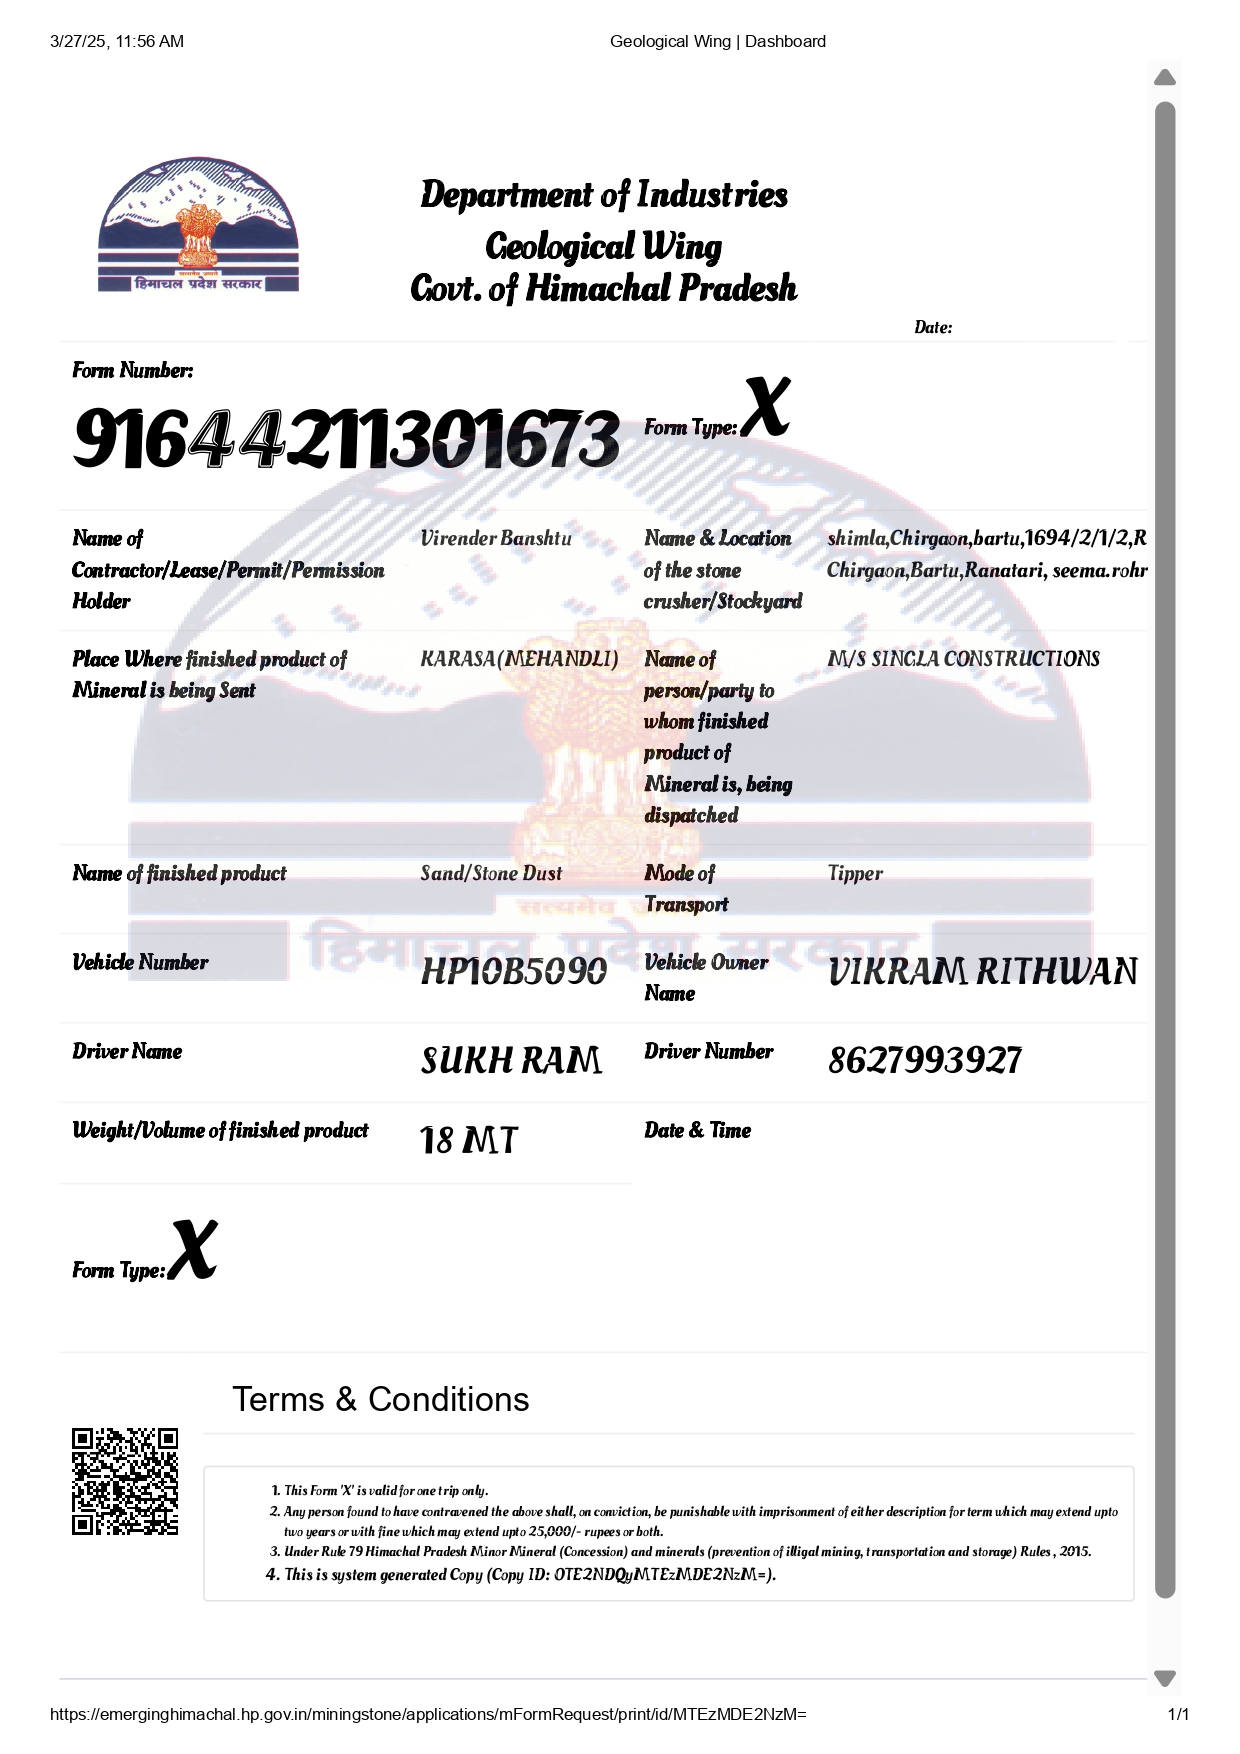 3/27/25, 11:56 AM
Geological Wing | Dashboard
Department of Industries
Geological Wing
Govt. of Himachal Pradesh
सत्यमेव जयते
हिमाचल प्रदेश सरकार
Date:
Form Number:
91644211301673
Form Type: X
Name of
Contractor/Lease/Permit/Permission
Holder
Virender Banshtu
Name & Location
of the stone
crusher/Stockyard
shimla,Chirgaon,bartu,1694/2/1/2,R
Chirgaon,Bartu,Ranatari, seema.rohr
Place Where finished product of
Mineral is being Sent
KARASA(MEHANDLI)
Name of
person/party to
whom finished
product of
Mineral is, being
dispatched
M/S SINGLA CONSTRUCTIONS
Name of finished product
Sand/Stone Dust
Mode of
Transport
Tipper
सत्यमेव जयते
हिमाचल प्रदेश सरकार
Vehicle Number
HP10B5090
Vehicle Owner
Name
VIKRAM RITHWAN
Driver Name
SUKH RAM
Driver Number
8627993927
Weight/Volume of finished product
18 MT
Date & Time
Form Type: X
Terms & Conditions
1. This Form 'X' is valid for one trip only.
2. Any person found to have contravened the above shall, on conviction, be punishable with imprisonment of either description for term which may extend upto
two years or with fine which may extend upto 25,000/- rupees or both.
3. Under Rule 79 Himachal Pradesh Minor Mineral (Concession) and minerals (prevention of illigal mining, transportation and storage) Rules , 2015.
4. This is system generated Copy (Copy ID: OTE2NDQyMTEzMDE2NzM=).
https://emerginghimachal.hp.gov.in/miningstone/applications/mFormRequest/print/id/MTEzMDE2NzM=
1/1